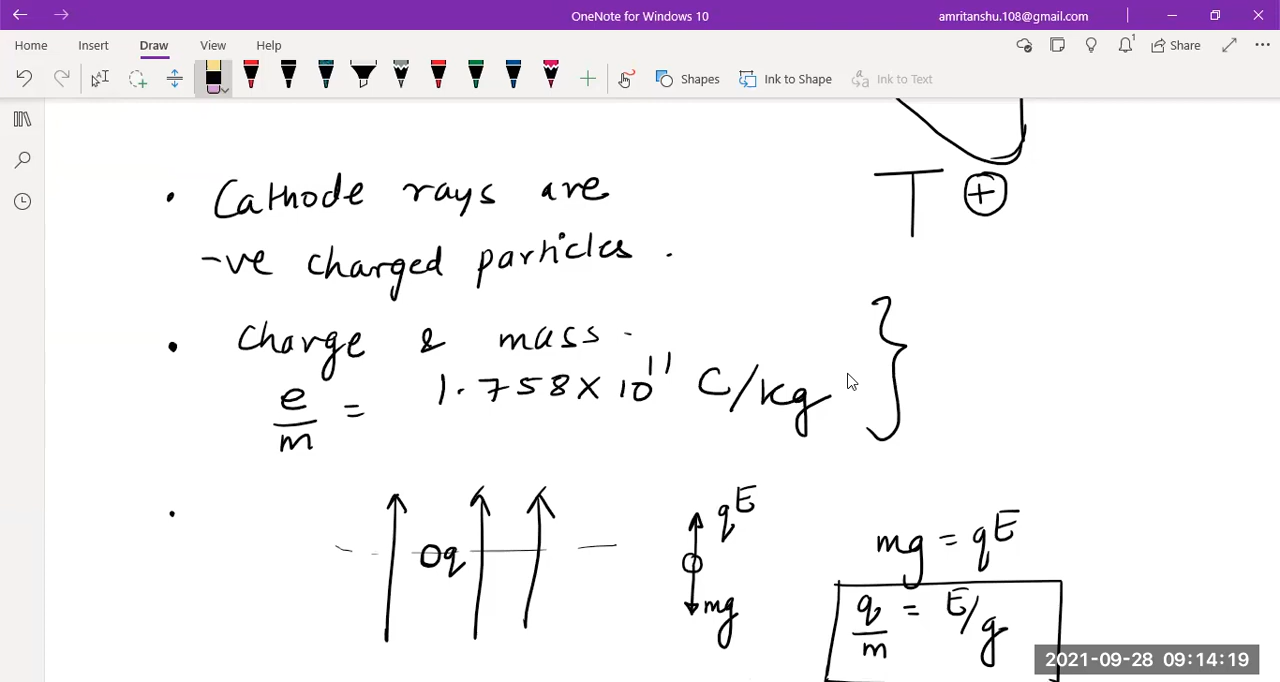 OneNote for Windows 10
amritanshu.108@gmail.com
Home Insert Draw View Help
Share
Shapes Ink to Shape Ink to Text
T +
• Cathode rays are
-ve charged particles.
• Charge & mass -
e/m = 1.758 × 10¹¹ C/kg }
•
qE
q
mg
mg = qE
q/m = E/g
2021-09-28 09:14:19